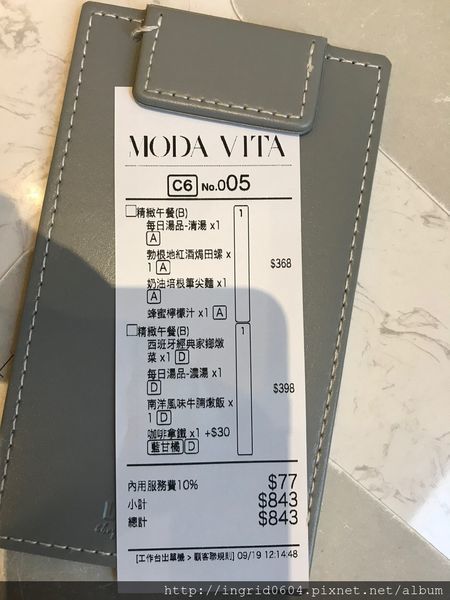 MODA VITA
C6 No.005
精緻午餐(B) 1
每日湯品-清湯 x1
A
勃根地紅酒焗田螺 x
1 A
$368
奶油培根筆尖麵 x1
A
蜂蜜檸檬汁 x1 A
精緻午餐(B) 1
西班牙經典家鄉燉
菜 x1 D
每日湯品-濃湯 x1
D
$398
南洋風味牛腩燉飯 x
1 D
咖啡拿鐵 x1 +$30
藍甘橘 D
內用服務費10% $77
小計 $843
總計 $843
[工作台出單機 > 顧客聯規則] 09/19 12:14:48
http://ingrid0604.pixnet.net/album